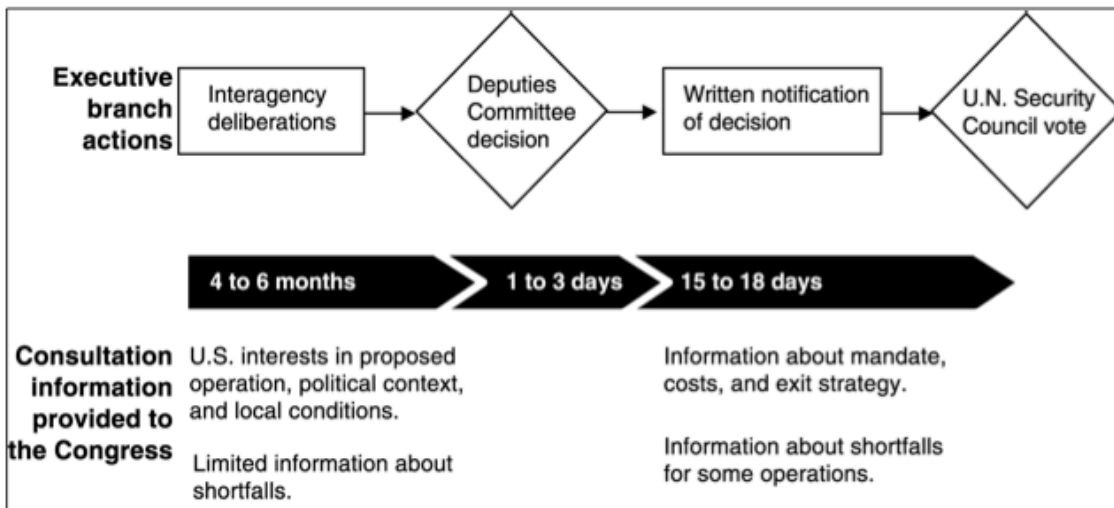 Executive
branch
actions
Interagency
deliberations
Deputies
Committee
decision
Written notification
of decision
U.N. Security
Council vote
4 to 6 months
1 to 3 days
15 to 18 days
Consultation
information
provided to
the Congress
U.S. interests in proposed
operation, political context,
and local conditions.
Limited information about
shortfalls.
Information about mandate,
costs, and exit strategy.
Information about shortfalls
for some operations.